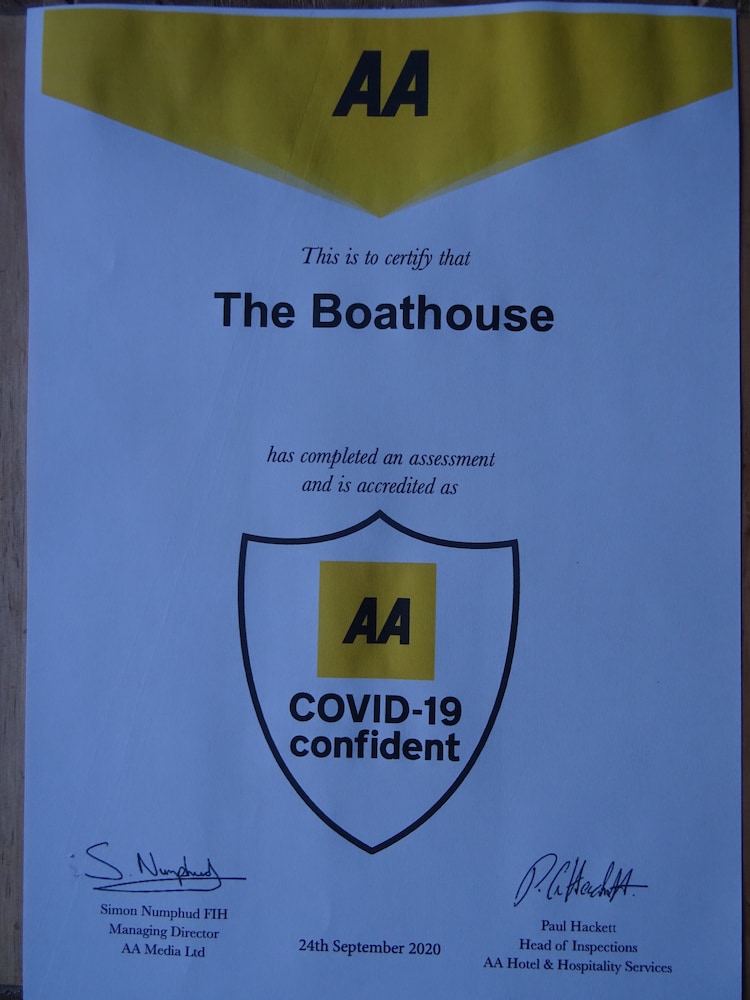 AA
This is to certify that
The Boathouse
has completed an assessment
and is accredited as
AA
COVID-19
confident
S. Numphud
Simon Numphud FIH
Managing Director
AA Media Ltd
24th September 2020
P. G. Hackett.
Paul Hackett
Head of Inspections
AA Hotel & Hospitality Services